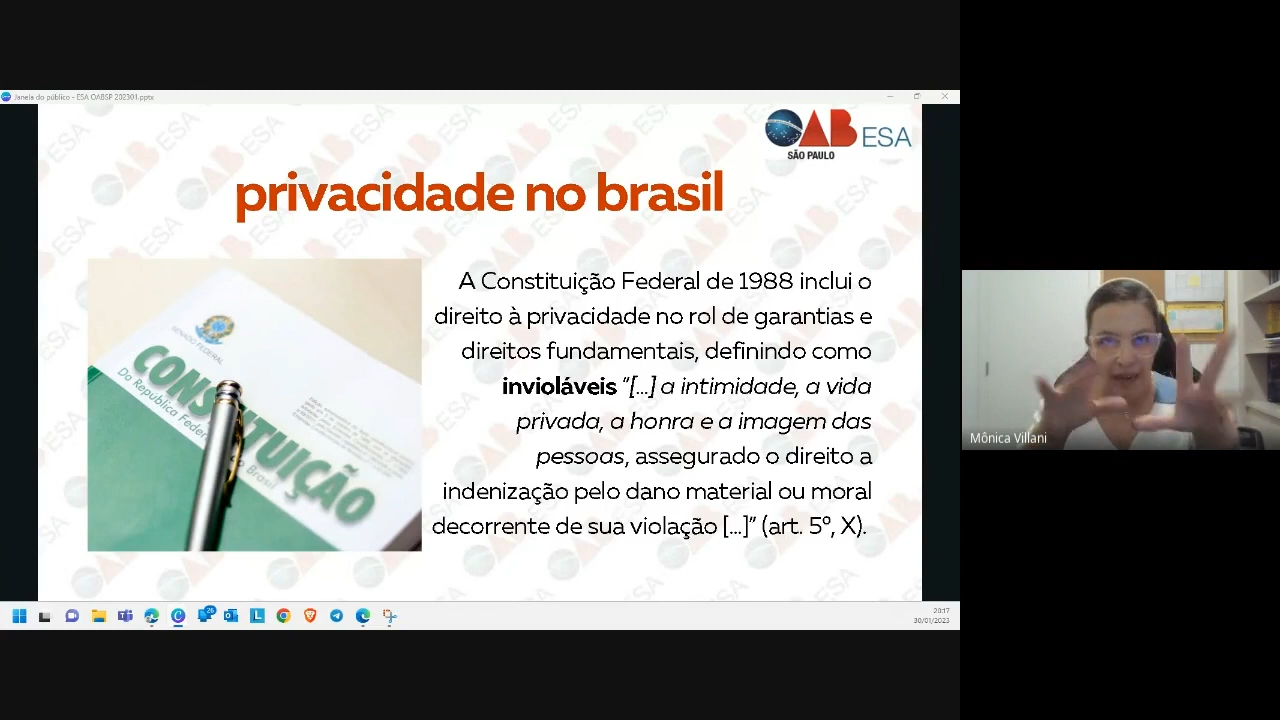 Janela do público - ESA OABSP 202301.pptx
OAB ESA
SÃO PAULO
privacidade no brasil
A Constituição Federal de 1988 inclui o
direito à privacidade no rol de garantias e
direitos fundamentais, definindo como
invioláveis “[...] a intimidade, a vida
privada, a honra e a imagem das
pessoas, assegurado o direito a
indenização pelo dano material ou moral
decorrente de sua violação [...]” (art. 5º, X).
SENADO FEDERAL
CONSTITUIÇÃO
Da República Federa
do Brasil
Mônica Villani
26
20:17
30/01/2023